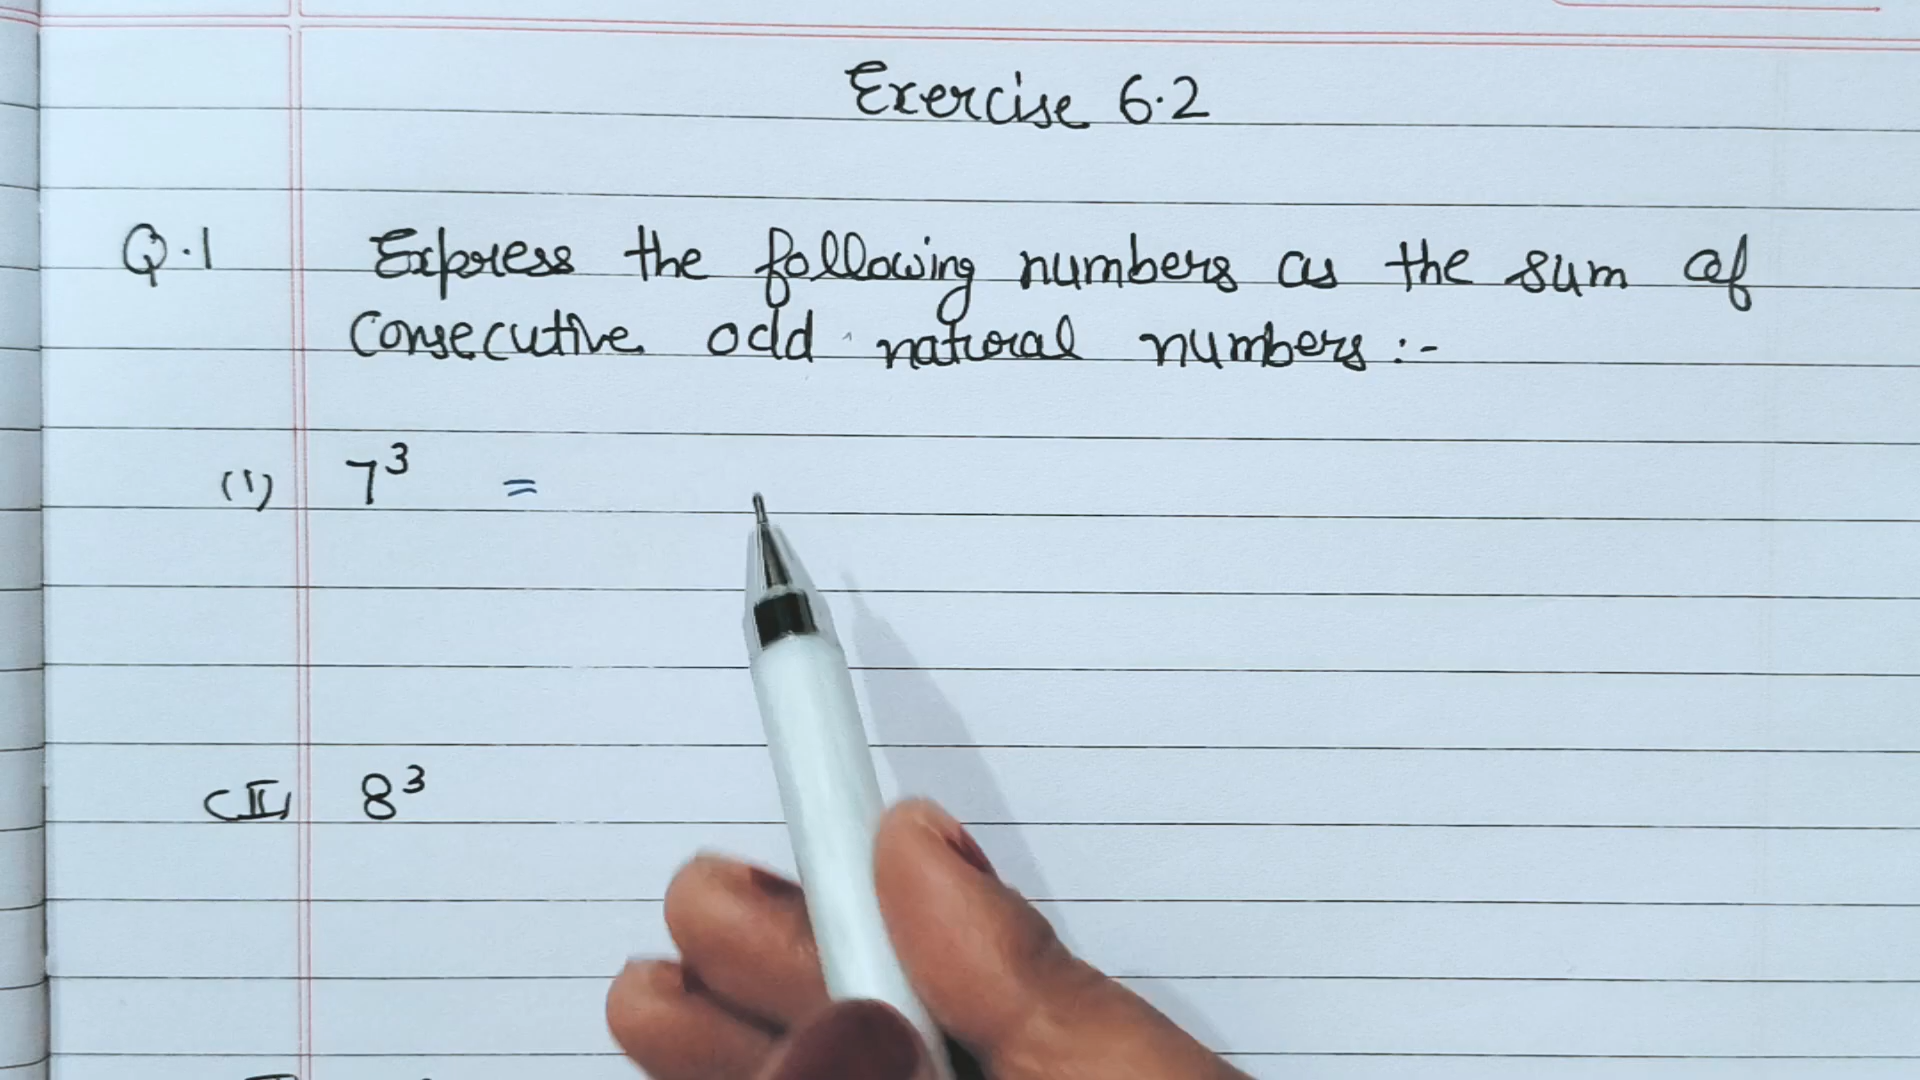 Exercise 6.2
Q.1 Express the following numbers as the sum of
Consecutive odd natural numbers :-
(1) 7³ =
(II) 8³